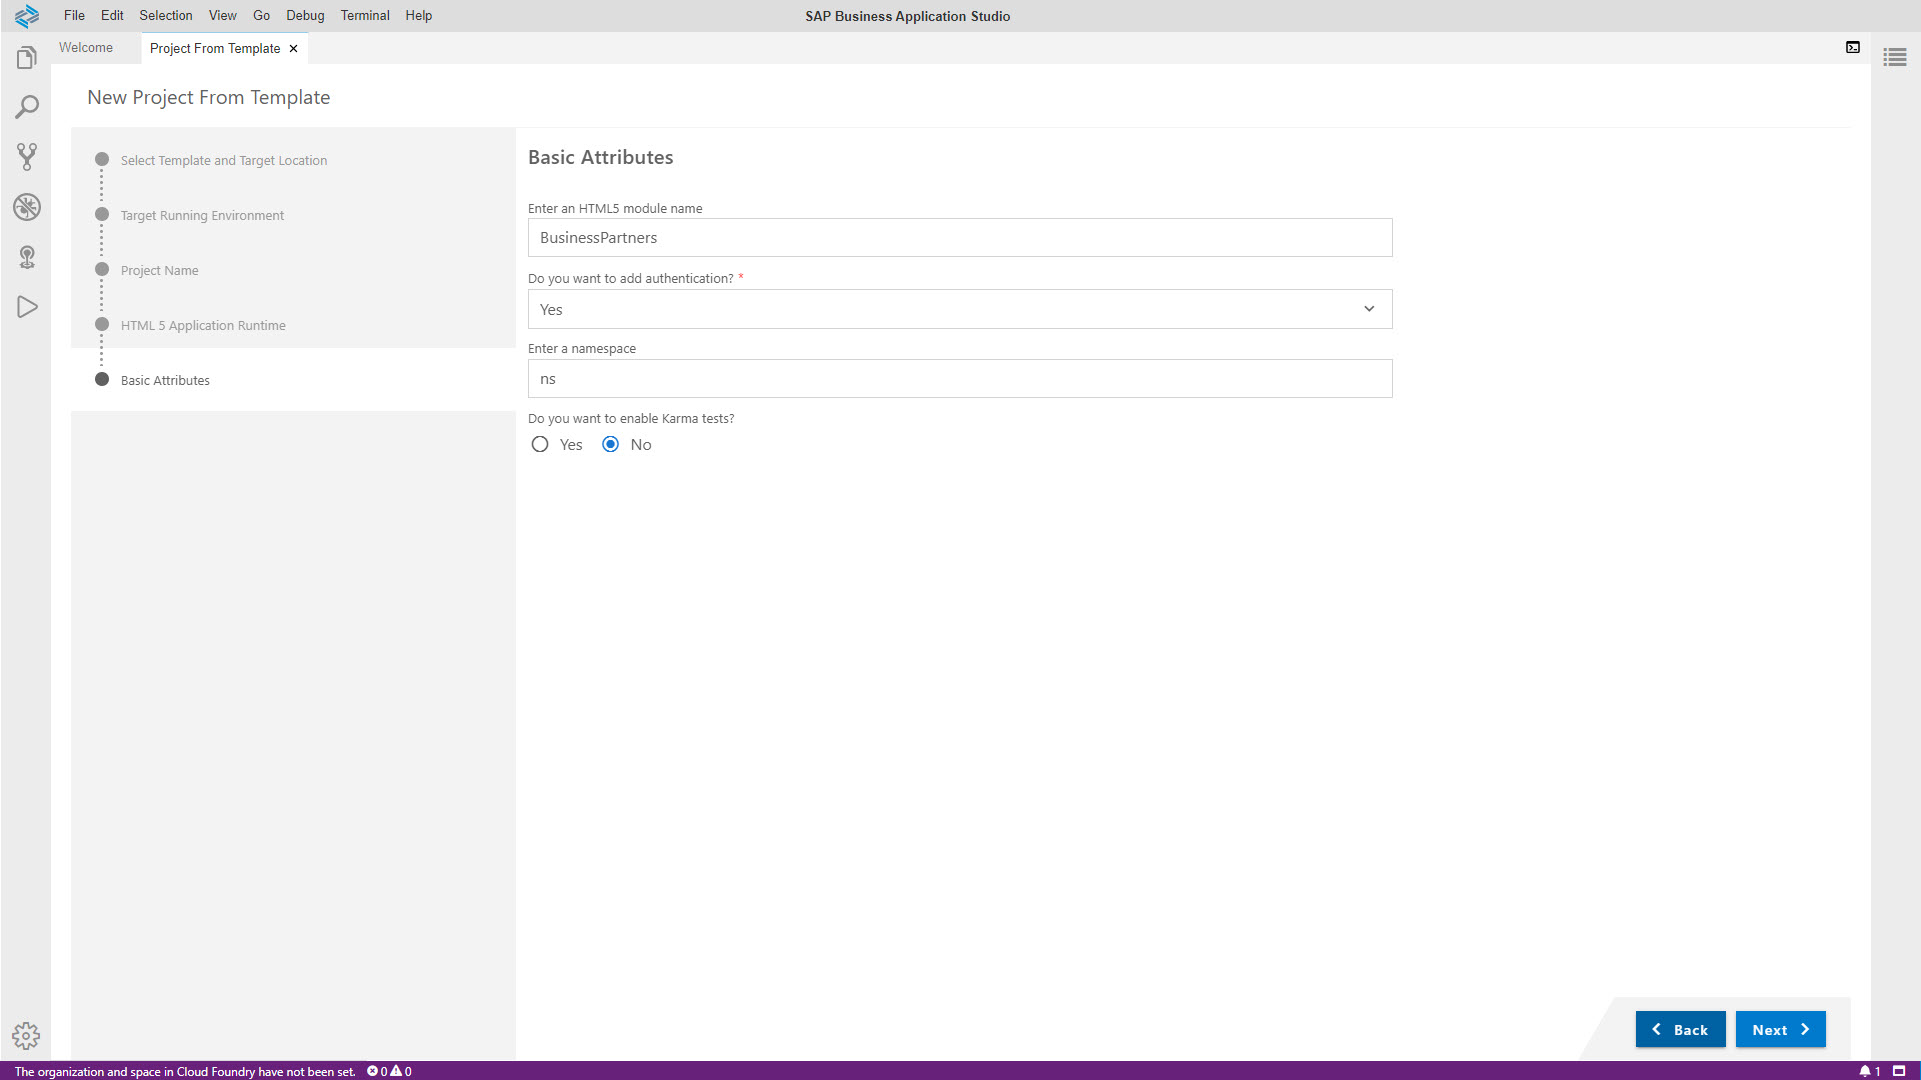 File Edit Selection View Go Debug Terminal Help
SAP Business Application Studio
Welcome
Project From Template
New Project From Template
Select Template and Target Location
Target Running Environment
Project Name
HTML 5 Application Runtime
Basic Attributes
Basic Attributes
Enter an HTML5 module name
BusinessPartners
Do you want to add authentication? *
Yes
Enter a namespace
ns
Do you want to enable Karma tests?
Yes No
Back Next
The organization and space in Cloud Foundry have not been set. 0 0
1